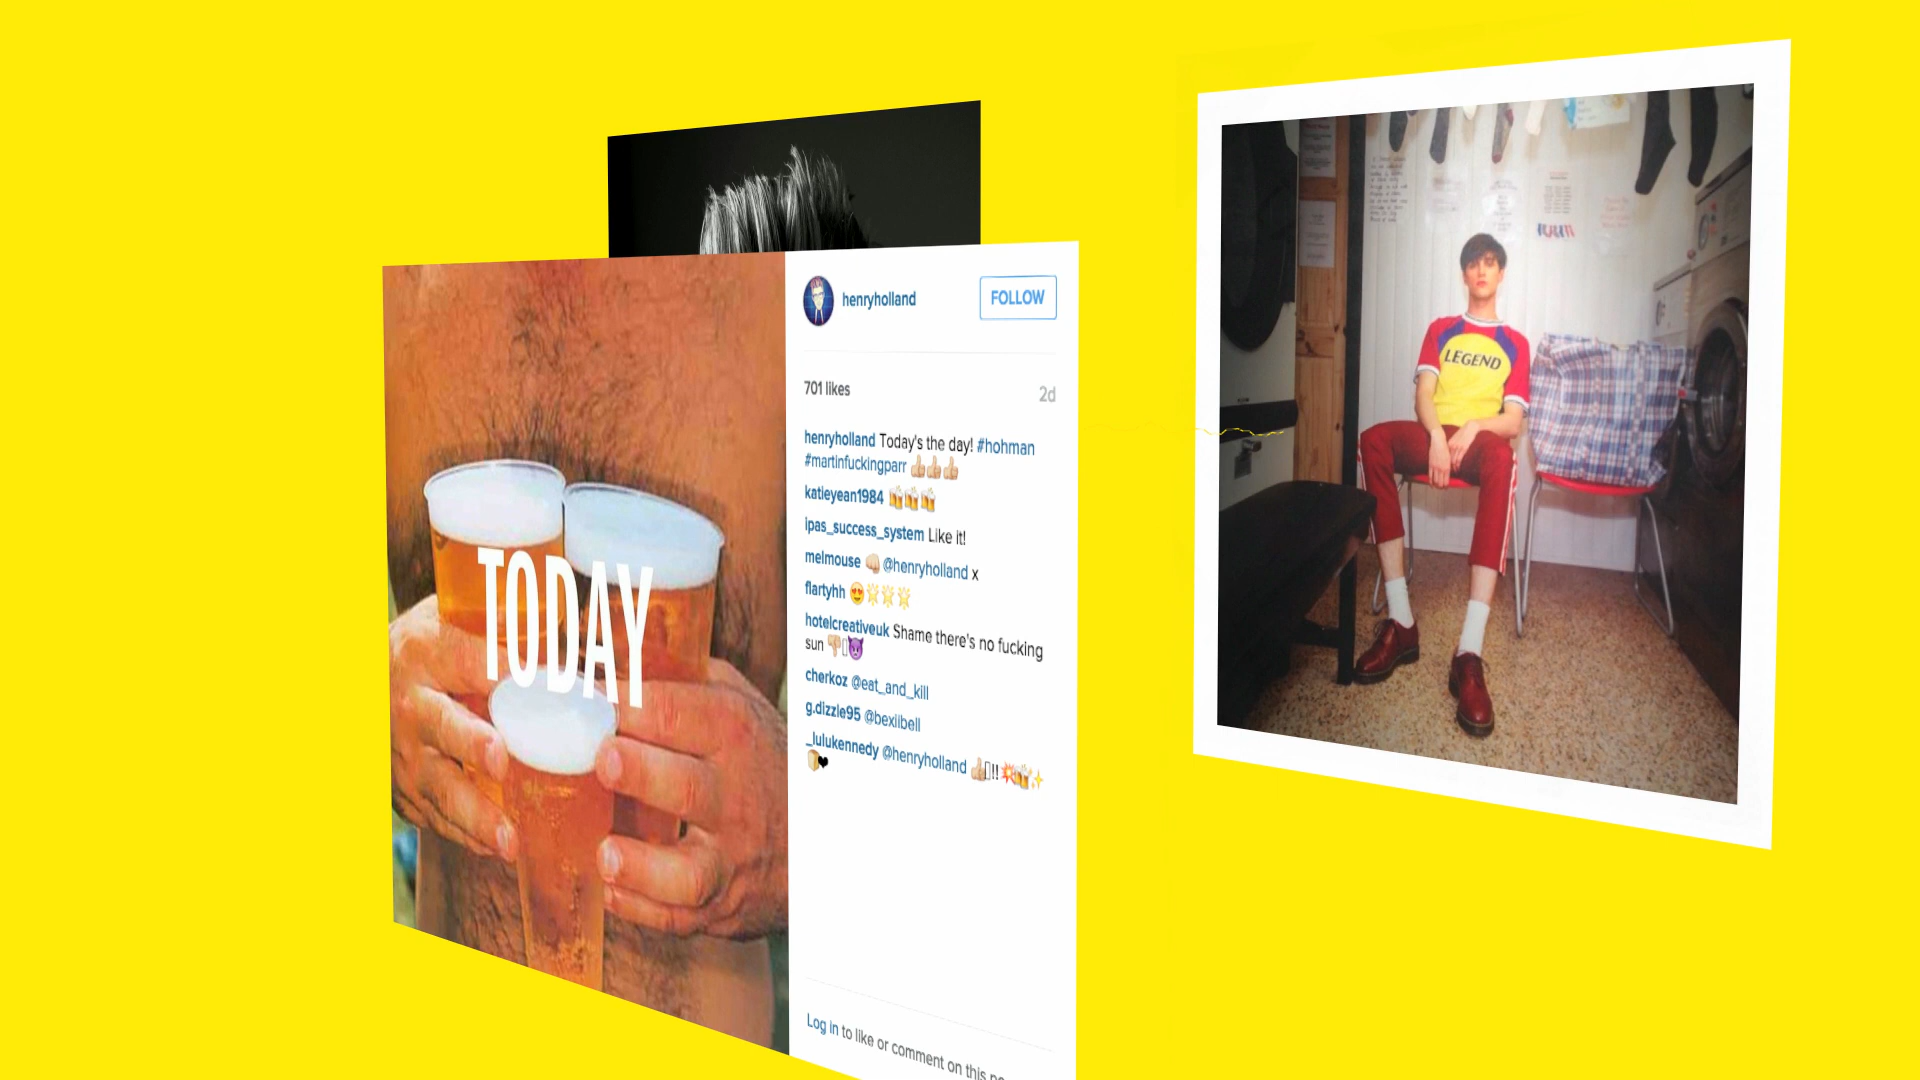 henryholland
FOLLOW
701 likes
2d
henryholland Today's the day! #hohman
#martinfuckingparr
katieyean1984
ipas_success_system Like it!
melmouse @henryholland x
flartyhh
hotelcreativeuk Shame there's no fucking
sun
cherkoz @eat_and_kill
g.dizzle95 @bexiibell
_lulukennedy @henryholland !!
Log in to like or comment on this
TODAY
LEGEND